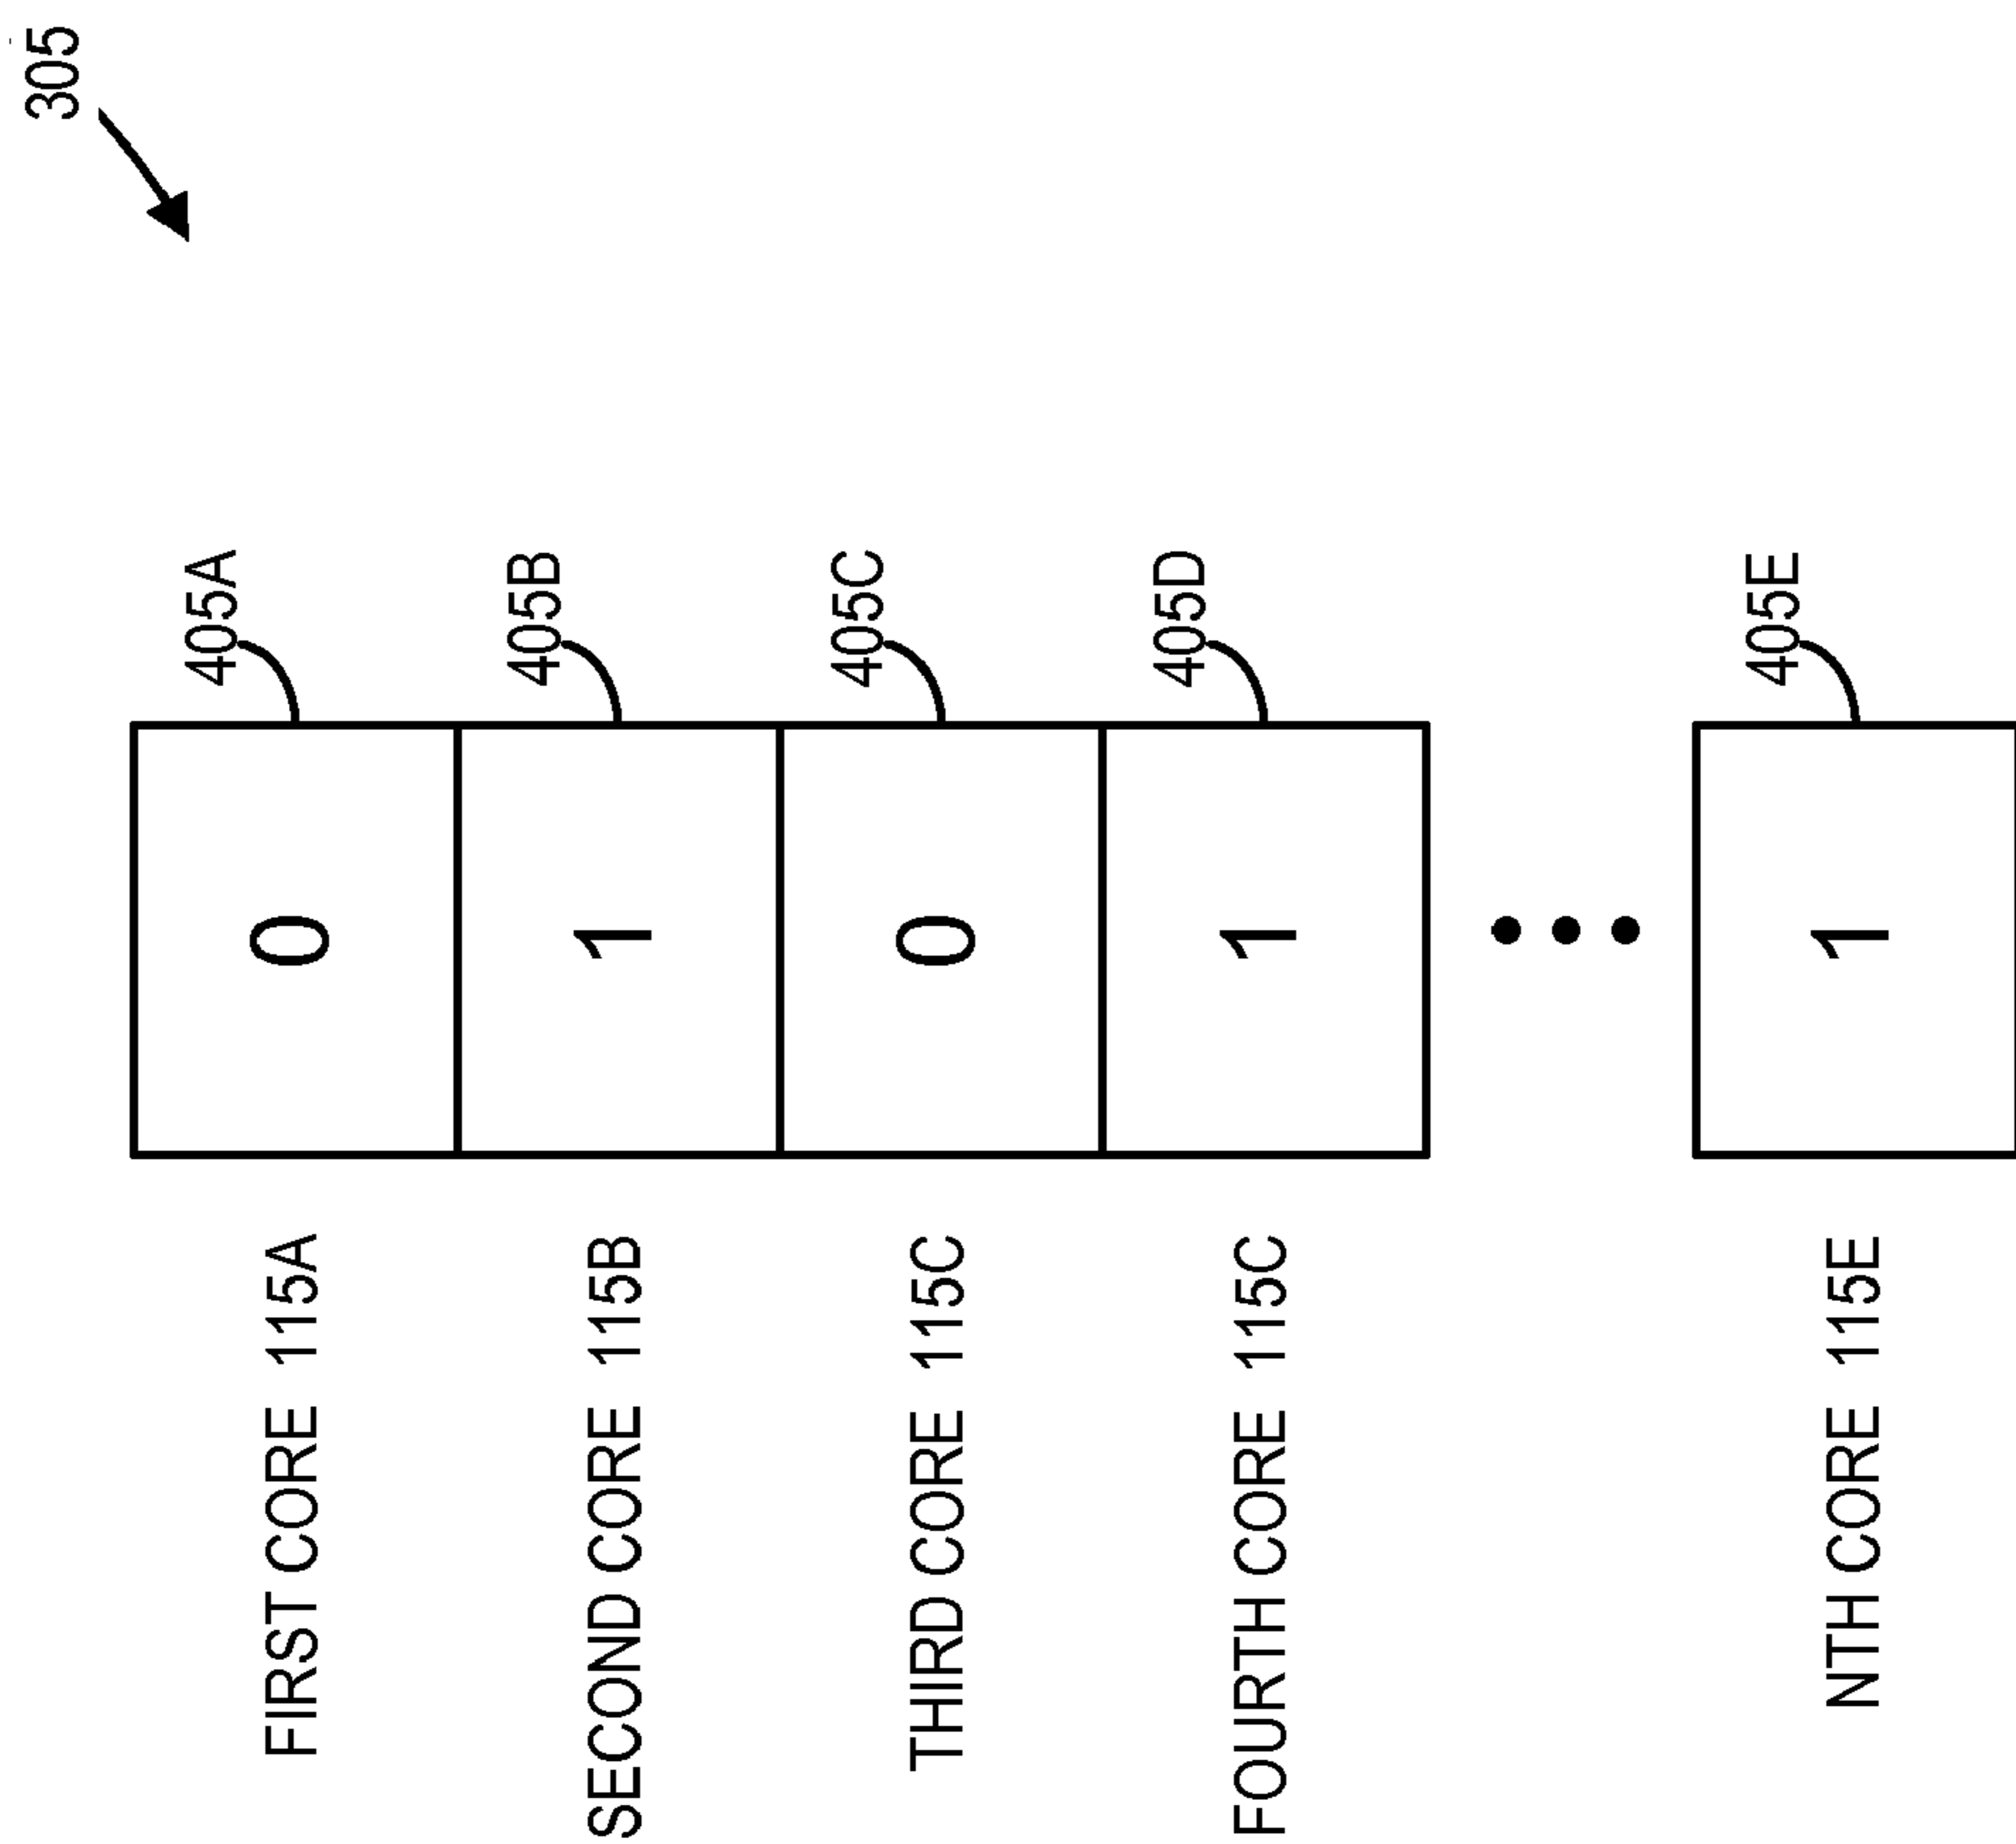 305
FIRST CORE 115A
0
405A
SECOND CORE 115B
1
405B
THIRD CORE 115C
0
405C
FOURTH CORE 115C
1
405D
NTH CORE 115E
1
405E